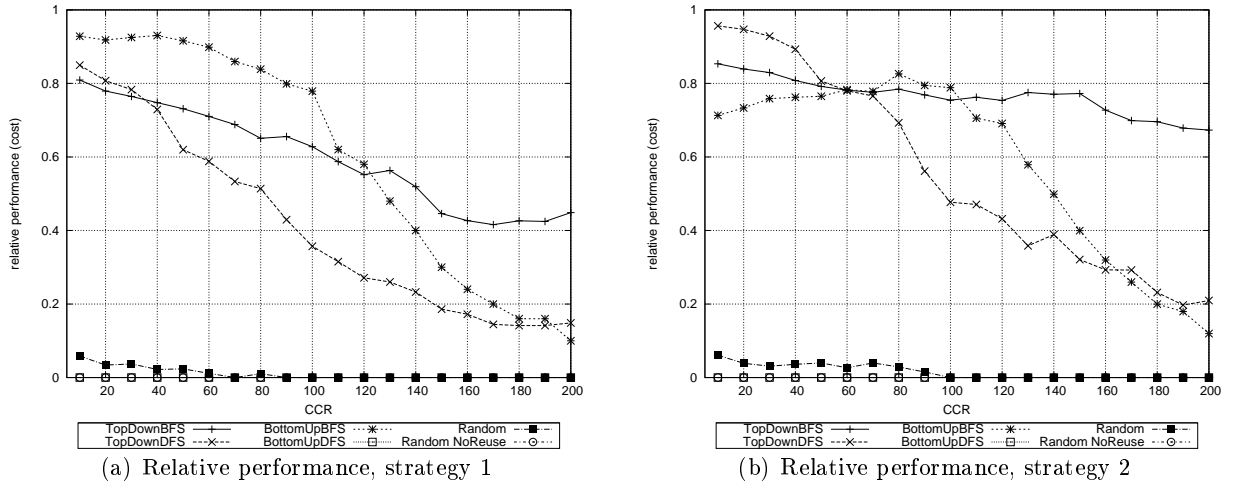 1
0.8
0.6
0.4
0.2
0
relative performance (cost)
20 40 60 80 100 120 140 160 180 200
CCR
TopDownBFS BottomUpBFS Random
TopDownDFS BottomUpDFS Random NoReuse
(a) Relative performance, strategy 1
1
0.8
0.6
0.4
0.2
0
relative performance (cost)
20 40 60 80 100 120 140 160 180 200
CCR
TopDownBFS BottomUpBFS Random
TopDownDFS BottomUpDFS Random NoReuse
(b) Relative performance, strategy 2